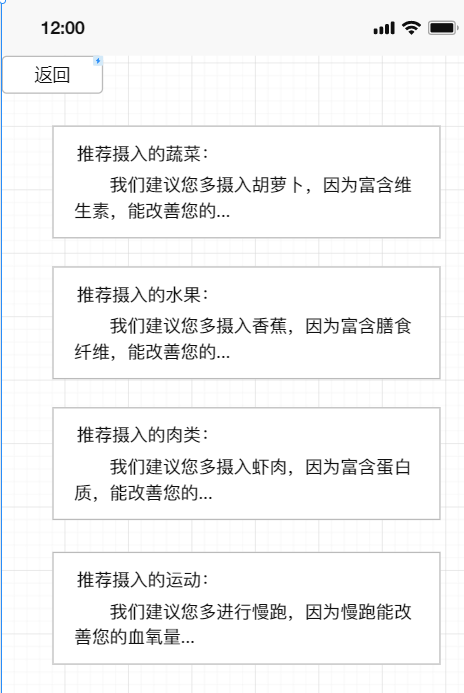 12:00
返回
推荐摄入的蔬菜：
我们建议您多摄入胡萝卜，因为富含维
生素，能改善您的...
推荐摄入的水果：
我们建议您多摄入香蕉，因为富含膳食
纤维，能改善您的...
推荐摄入的肉类：
我们建议您多摄入虾肉，因为富含蛋白
质，能改善您的...
推荐摄入的运动：
我们建议您多进行慢跑，因为慢跑能改
善您的血氧量...